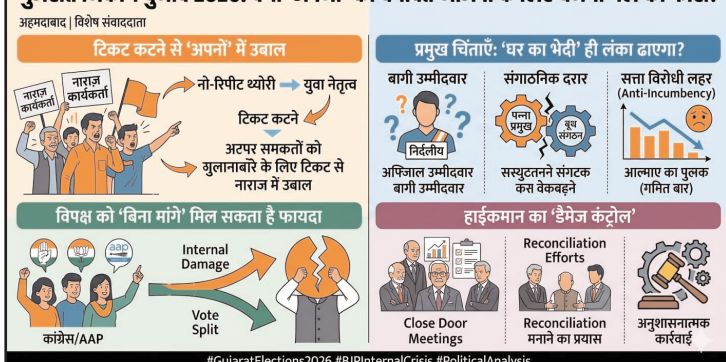 अहमदाबाद | विशेष संवाददाता
टिकट कटने से 'अपनों' में उबाल
नाराज़
कार्यकर्ता
नाराज़
कार्यकर्ता
नो-रिपीट थ्योरी
युवा नेतृत्व
टिकट कटने
अटपर समकतों को
गुलानाबारे के लिए टिकट से
नाराज में उबाल
प्रमुख चिंताएँ: 'घर का भेदी' ही लंका ढाएगा?
बागी उम्मीदवार
निर्दलीय
अफिजाल उम्मीदवार
बागी उम्मीदवार
संगाठनिक दरार
पन्ना
प्रमुख
बूथ
संगठन
सस्युटतनने संगटक
कंस वेकबहने
सत्ता विरोधी लहर
(Anti-Incumbency)
आल्माए का पुलक
(गमित बार)
विपक्ष को 'बिना मांगे' मिल सकता है फायदा
aap
कांग्रेस/AAP
Internal
Damage
Vote
Split
हाईकमान का 'डैमेज कंट्रोल'
Close Door
Meetings
Reconciliation
Efforts
Reconciliation
मनाने का प्रयास
अनुशासनात्मक
कार्रवाई
#GujaratElections2026 #BJPInternalCrisis #PoliticalAnalysis